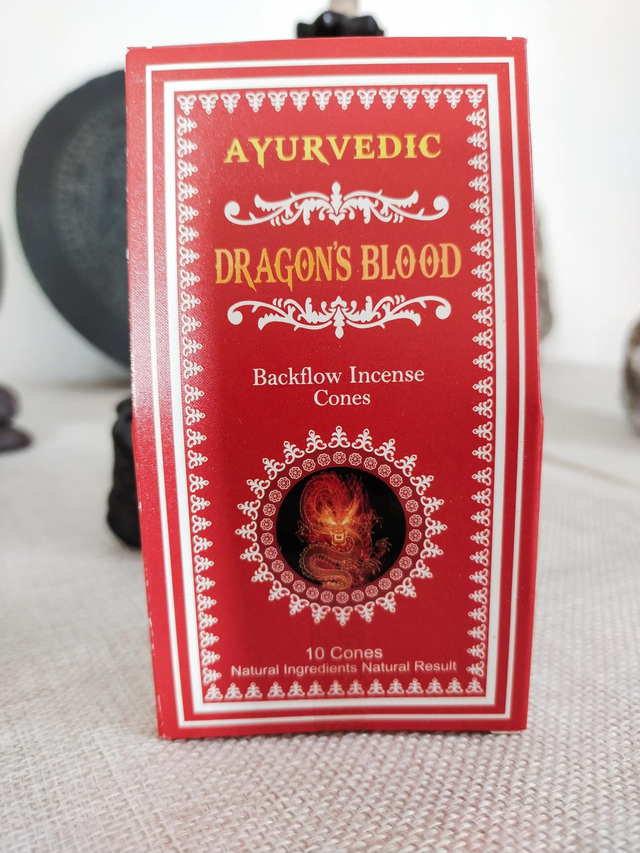 AYURVEDIC
DRAGON'S BLOOD
Backflow Incense
Cones
10 Cones
Natural Ingredients Natural Result